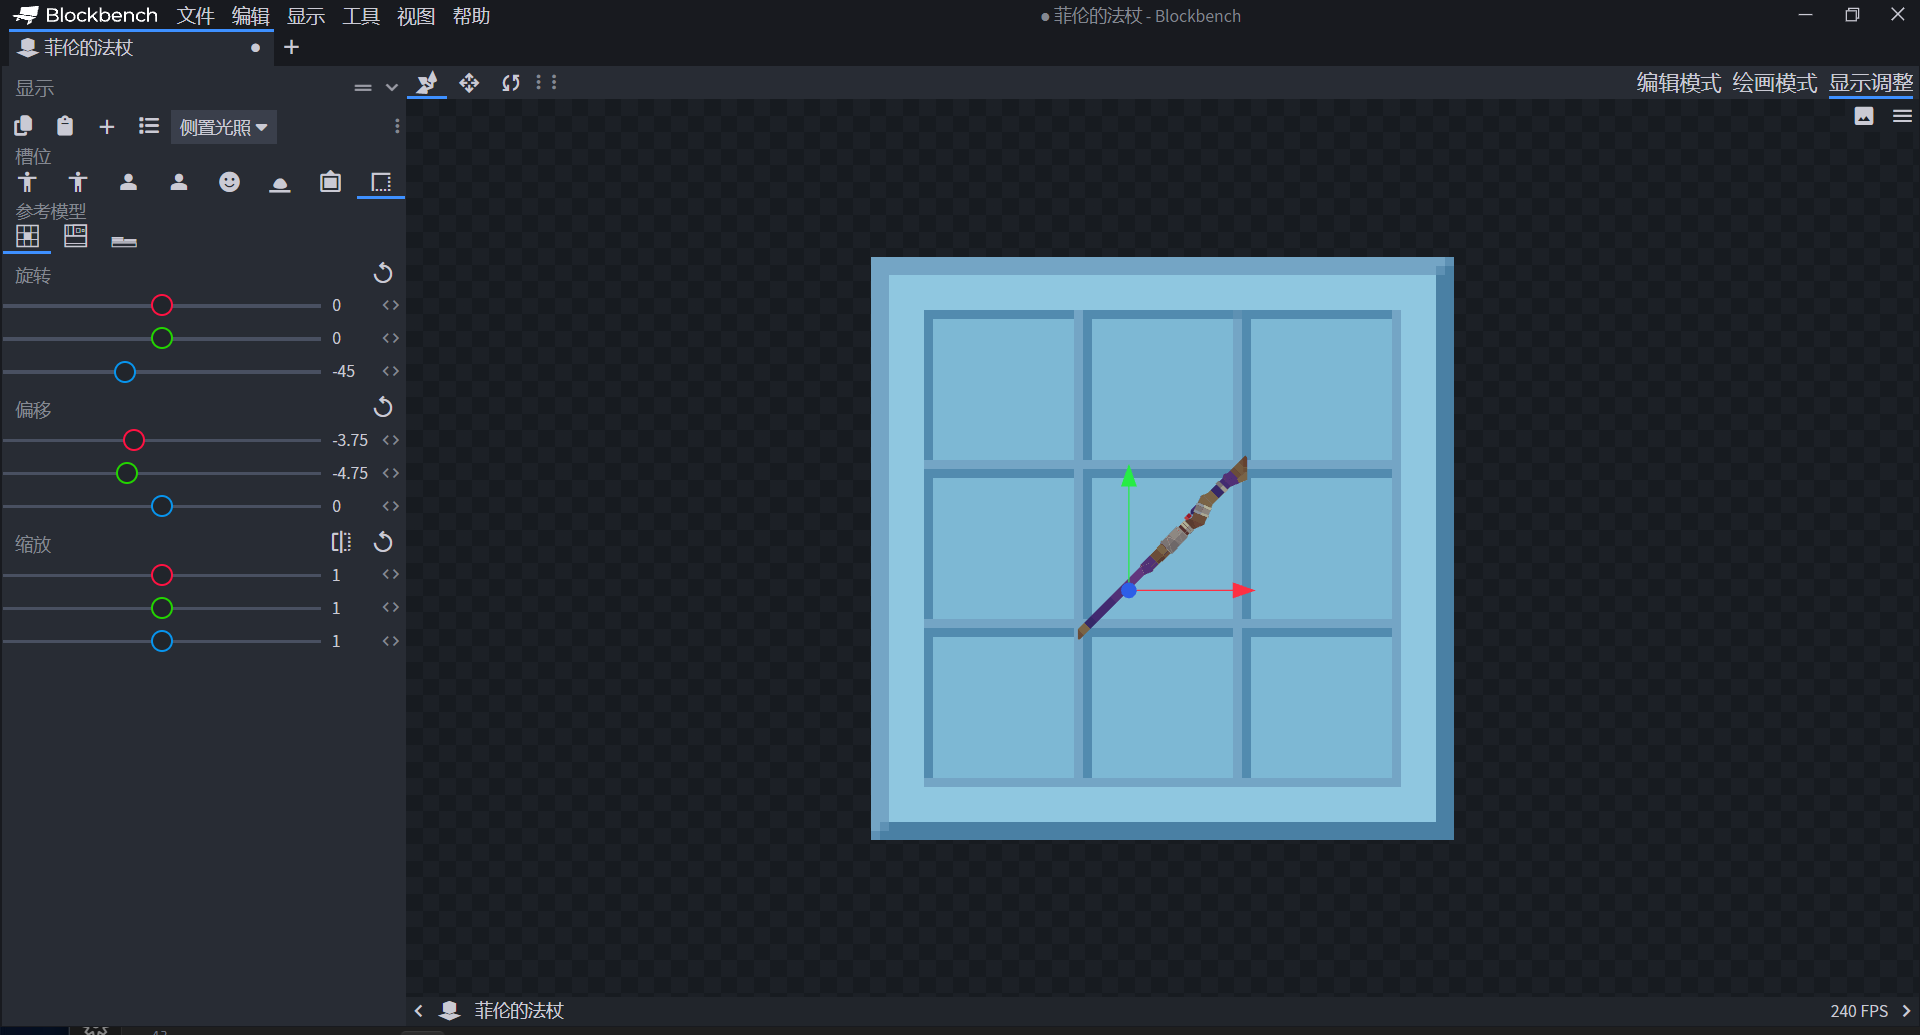 Blockbench 文件 编辑 显示 工具 视图 帮助
● 菲伦的法杖 - Blockbench
菲伦的法杖
显示
编辑模式 绘画模式 显示调整
侧置光照
槽位
参考模型
旋转
0
0
-45
偏移
-3.75
-4.75
0
缩放
1
1
1
菲伦的法杖
240 FPS